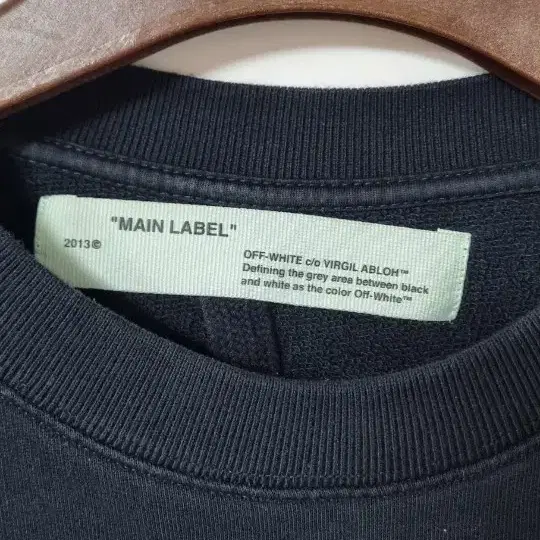 "MAIN LABEL"
2013©
OFF-WHITE c/o VIRGIL ABLOH™
Defining the grey area between black
and white as the color Off-White™